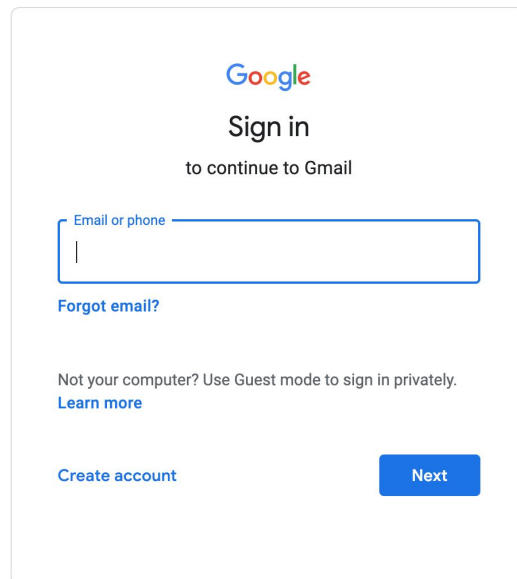 Google
Sign in
to continue to Gmail
Email or phone
Forgot email?
Not your computer? Use Guest mode to sign in privately.
Learn more
Create account
Next